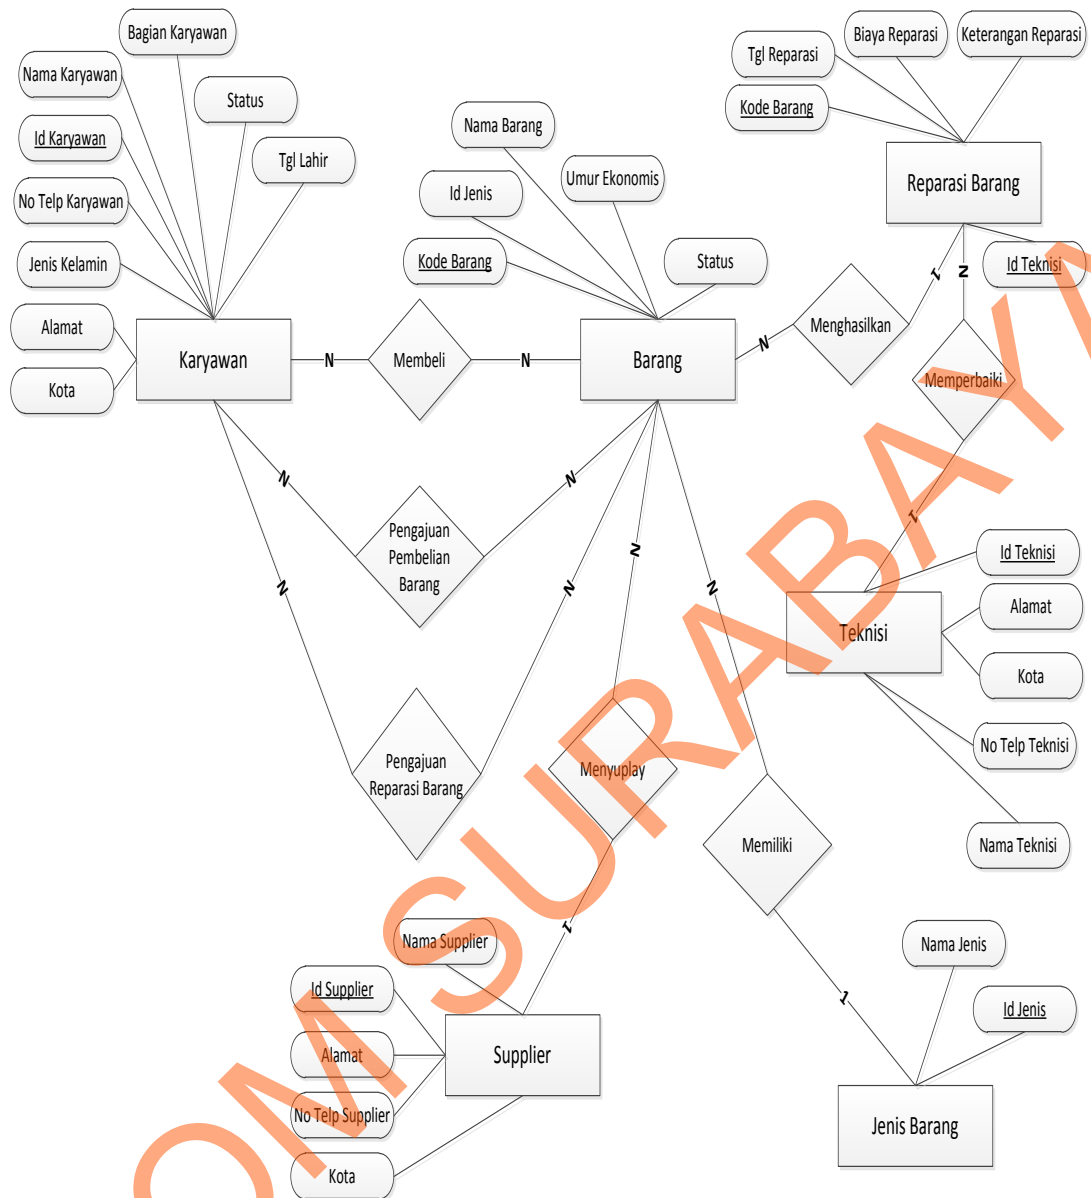 Bagian Karyawan
Nama Karyawan
Status
Id Karyawan
Tgl Lahir
No Telp Karyawan
Jenis Kelamin
Alamat
Kota
Karyawan
N
Membeli
N
Nama Barang
Umur Ekonomis
Id Jenis
Kode Barang
Status
Barang
Biaya Reparasi
Keterangan Reparasi
Tgl Reparasi
Kode Barang
Reparasi Barang
Id Teknisi
N
Menghasilkan
1
N
Memperbaiki
1
N
Pengajuan
Pembelian
Barang
N
N
Pengajuan
Reparasi Barang
N
N
Menyuplay
1
N
Memiliki
1
Teknisi
Id Teknisi
Alamat
Kota
No Telp Teknisi
Nama Teknisi
Nama Supplier
Id Supplier
Alamat
No Telp Supplier
Kota
Supplier
Nama Jenis
Id Jenis
Jenis Barang
OM SURABAYA